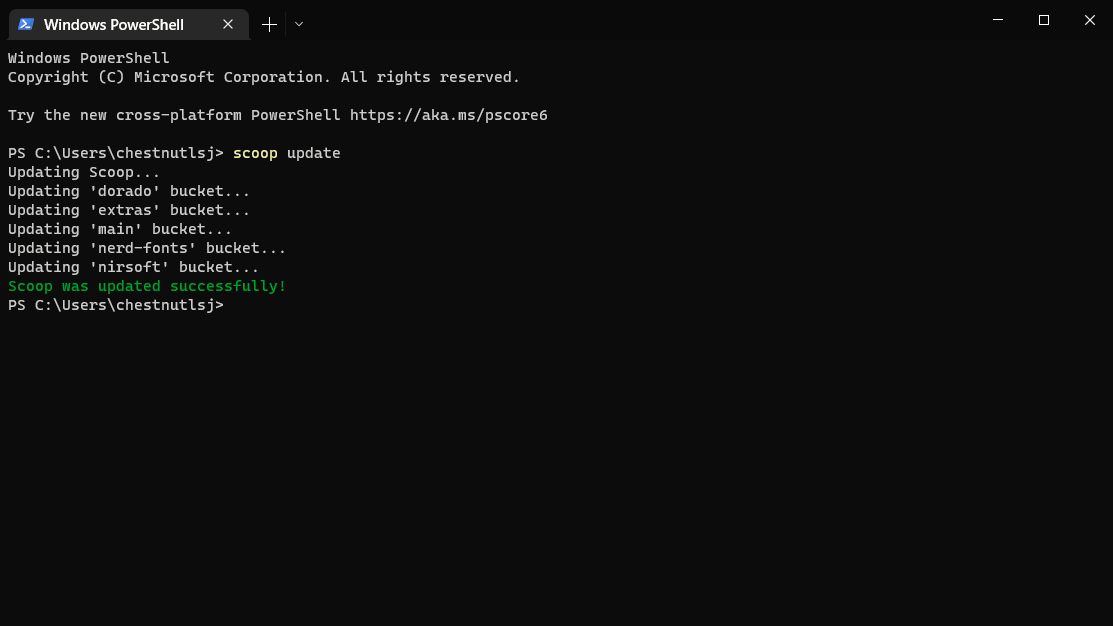 Windows PowerShell
Windows PowerShell
Copyright (C) Microsoft Corporation. All rights reserved.
Try the new cross-platform PowerShell https://aka.ms/pscore6
PS C:\Users\chestnutlsj> scoop update
Updating Scoop...
Updating 'dorado' bucket...
Updating 'extras' bucket...
Updating 'main' bucket...
Updating 'nerd-fonts' bucket...
Updating 'nirsoft' bucket...
Scoop was updated successfully!
PS C:\Users\chestnutlsj>